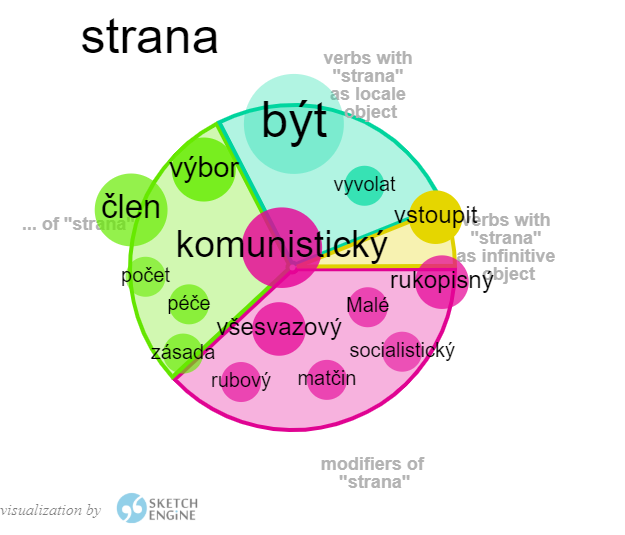 strana
verbs with
"strana"
as locale
object
být
výbor
vyvolat
člen
... of "strana"
vstoupit
verbs with
"strana"
as infinitive
object
komunistický
počet
rukopisný
péče
Malé
všesvazový
zásada
socialistický
rubový
matčin
modifiers of
"strana"
visualization by
SKETCH
ENGINE